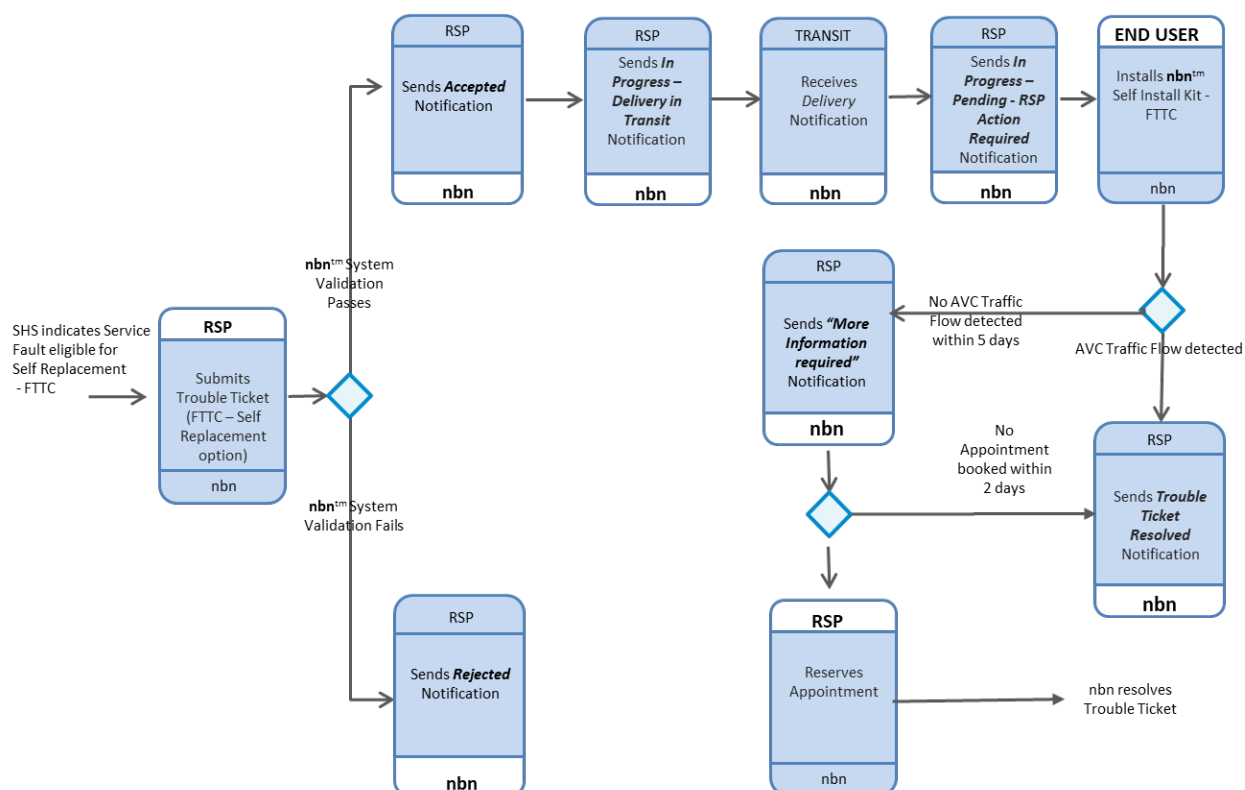 RSP
Sends Accepted
Notification
nbn
RSP
Sends In
Progress –
Delivery in
Transit
Notification
nbn
TRANSIT
Receives
Delivery
Notification
nbn
RSP
Sends In
Progress –
Pending - RSP
Action
Required
Notification
nbn
END USER
Installs nbn™
Self Install Kit -
FTTC
nbn
nbn™ System
Validation
Passes
SHS indicates Service
Fault eligible for
Self Replacement
- FTTC
RSP
Submits
Trouble Ticket
(FTTC – Self
Replacement
option)
nbn
nbn™ System
Validation Fails
RSP
Sends Rejected
Notification
nbn
RSP
Sends “More
Information
required”
Notification
nbn
No AVC Traffic
Flow detected
within 5 days
AVC Traffic Flow detected
No
Appointment
booked within
2 days
RSP
Sends Trouble
Ticket
Resolved
Notification
nbn
RSP
Reserves
Appointment
nbn
nbn resolves
Trouble Ticket